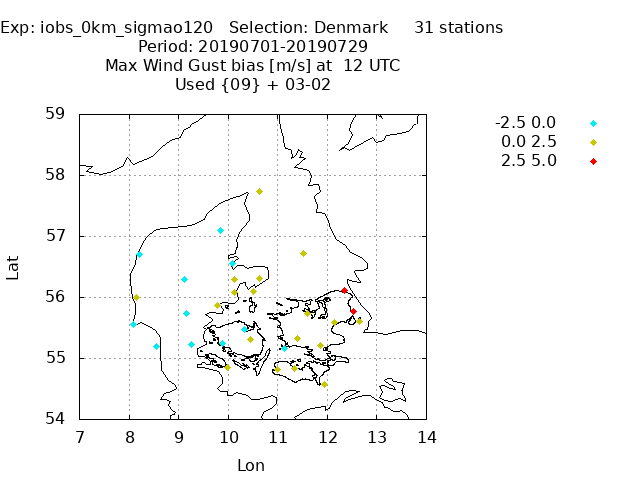 Exp: iobs_0km_sigmao120 Selection: Denmark 31 stations
Period: 20190701-20190729
Max Wind Gust bias [m/s] at 12 UTC
Used {09} + 03-02
-2.5 0.0
0.0 2.5
2.5 5.0
59
58
57
56
55
54
Lat
7 8 9 10 11 12 13 14
Lon